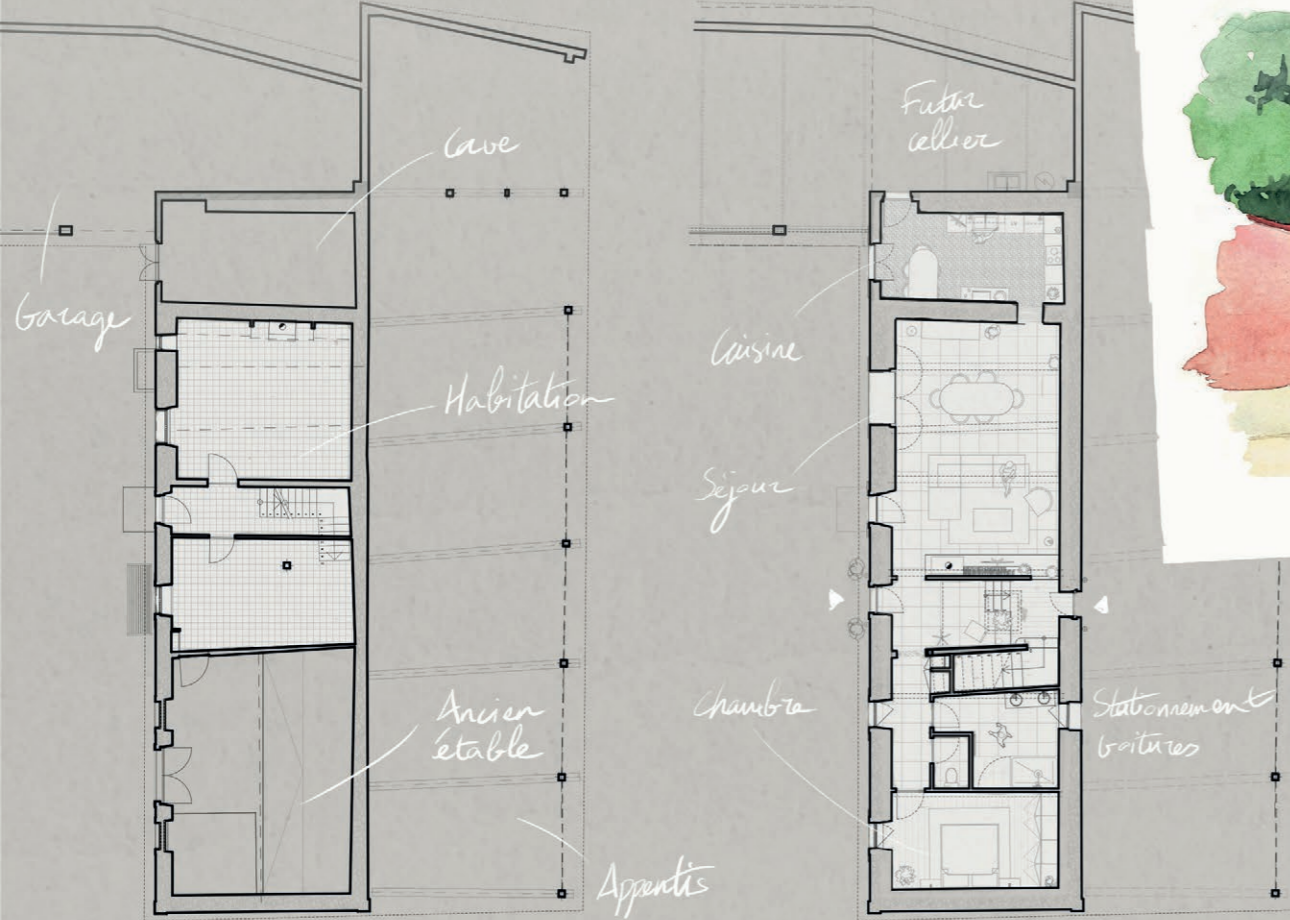 Cave
Garage
Habitation
Ancien
étable
Appentis
Futur
cellier
Cuisine
Séjour
Chambre
Stationnement
voitures